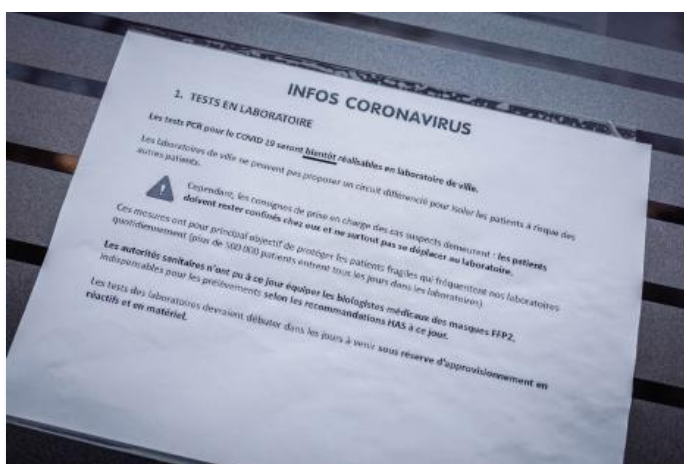 INFOS CORONAVIRUS
1. TESTS EN LABORATOIRE
Les tests PCR pour le COVID 19 seront bientôt réalisables en laboratoire de ville.
Les laboratoires de ville ne peuvent pas proposer un circuit différencié pour isoler les patients à risque des
autres patients.
Cependant, les consignes de prise en charge des cas suspects demeurent : les patients
doivent rester confinés chez eux et ne surtout pas se déplacer au laboratoire.
Ces mesures ont pour principal objectif de protéger les patients fragiles qui fréquentent nos laboratoires
quotidiennement (plus de 500 000 patients entrent tous les jours dans les laboratoires).
Les autorités sanitaires n'ont pu à ce jour équiper les biologistes médicaux des masques FFP2,
indispensables pour les prélèvements selon les recommandations HAS à ce jour.
Les tests des laboratoires devraient débuter dans les jours à venir sous réserve d'approvisionnement en
réactifs et en matériel.